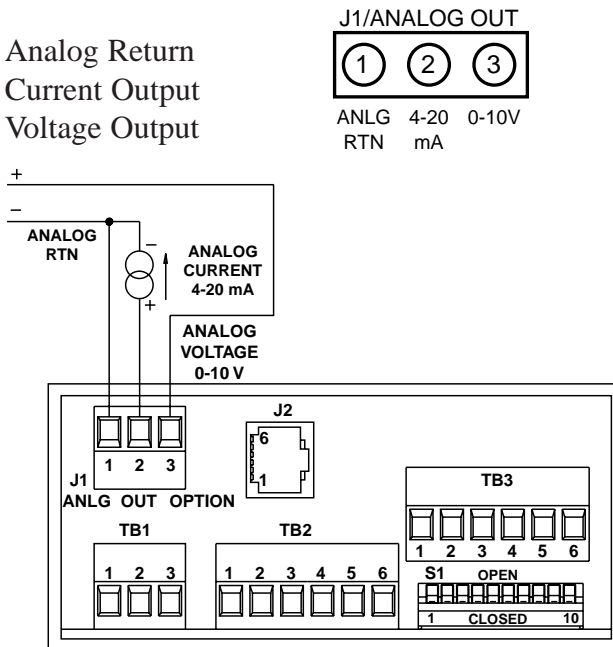 J1/ANALOG OUT
Analog Return
Current Output
Voltage Output
1 2 3
ANLG 4-20 0-10V
RTN mA
+
–
ANALOG
RTN
–
ANALOG
CURRENT
4-20 mA
+
ANALOG
VOLTAGE
0-10 V
J2
6
1
1 2 3
J1
ANLG OUT OPTION
TB3
1 2 3 4 5 6
TB1
1 2 3
TB2
1 2 3 4 5 6
S1 OPEN
1 CLOSED 10